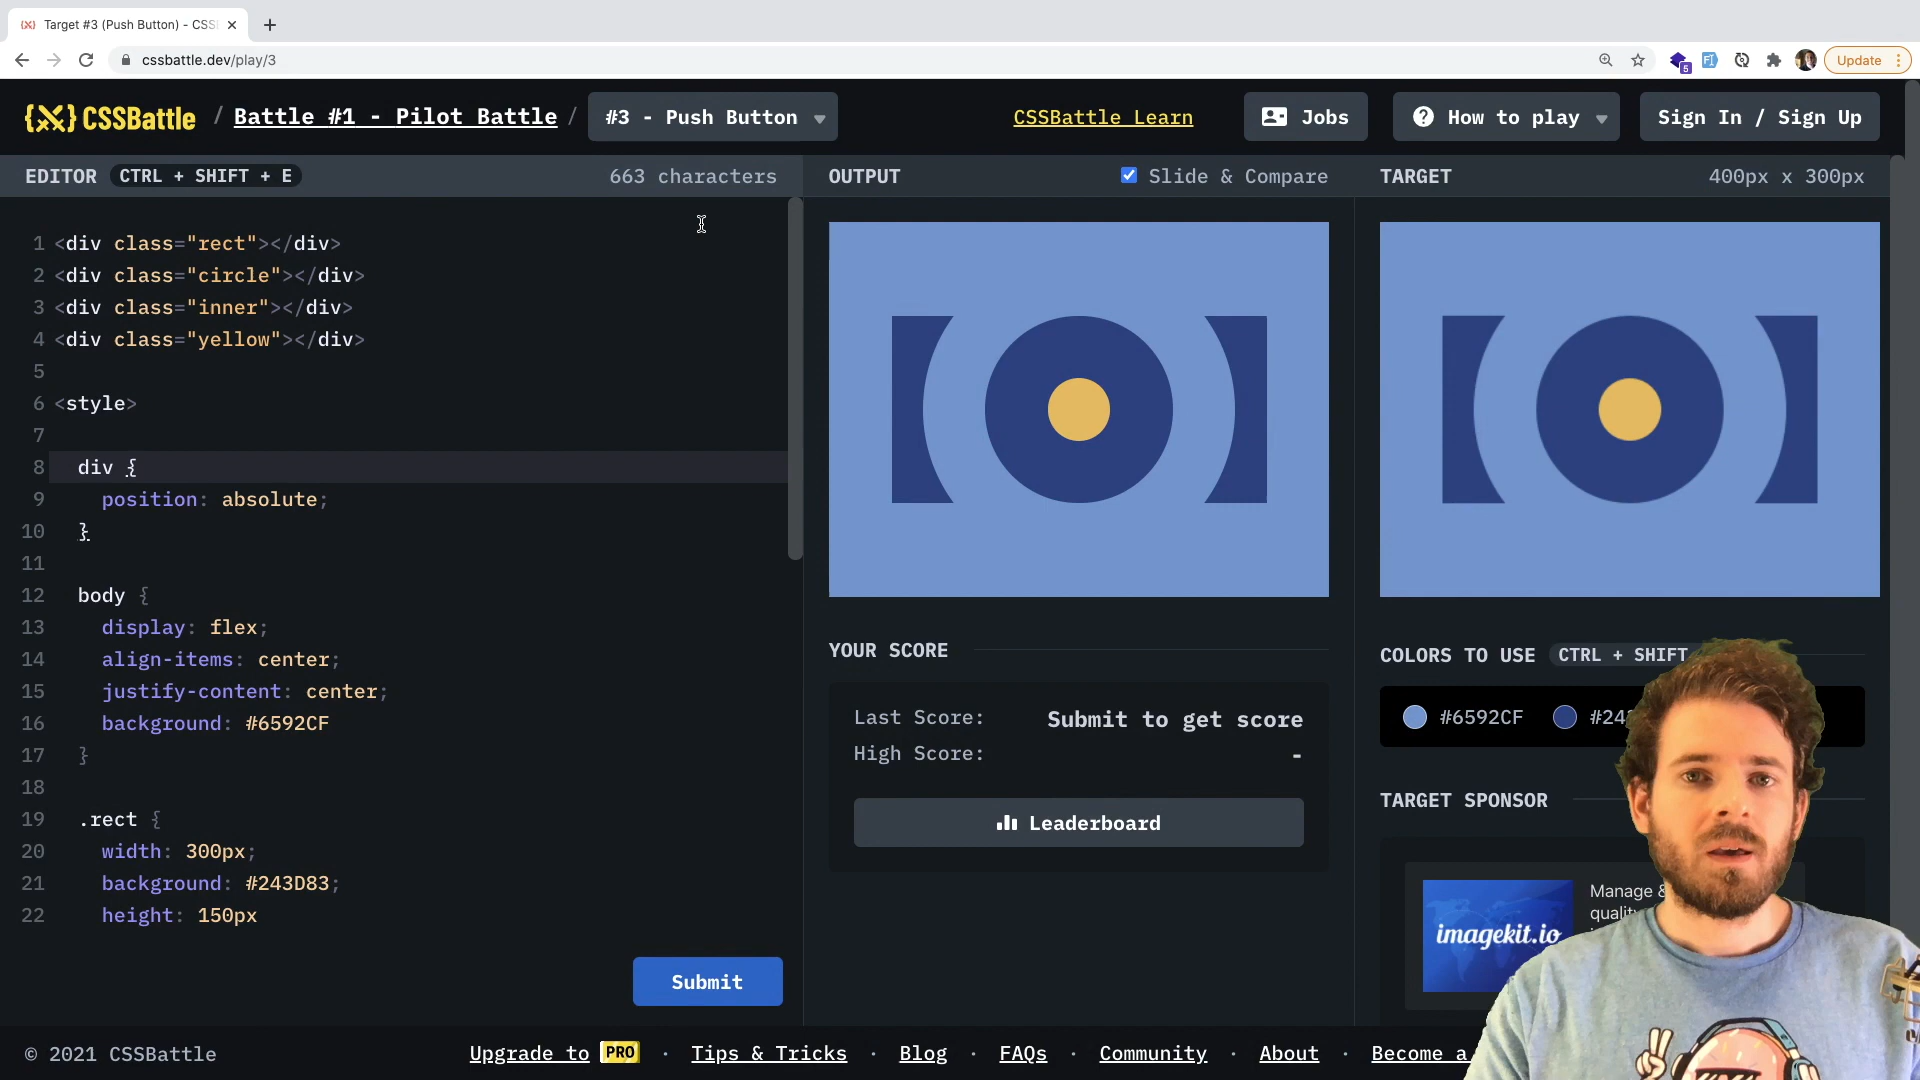 Target #3 (Push Button) - CSS
cssbattle.dev/play/3
5
Update
{X} CSSBattle / Battle #1 - Pilot Battle / #3 - Push Button
CSSBattle Learn
Jobs
How to play
Sign In / Sign Up
EDITOR CTRL + SHIFT + E 663 characters
OUTPUT Slide & Compare
TARGET 400px x 300px
1 <div class="rect"></div>
2 <div class="circle"></div>
3 <div class="inner"></div>
4 <div class="yellow"></div>
5
6 <style>
7
8 div {
9 position: absolute;
10 }
11
12 body {
13 display: flex;
14 align-items: center;
15 justify-content: center;
16 background: #6592CF
17 }
18
19 .rect {
20 width: 300px;
21 background: #243D83;
22 height: 150px
Submit
YOUR SCORE
Last Score: Submit to get score
High Score: -
Leaderboard
COLORS TO USE CTRL + SHIFT
#6592CF #24
TARGET SPONSOR
imagekit.io
Manage &
© 2021 CSSBattle
Upgrade to PRO · Tips & Tricks · Blog · FAQs · Community · About · Become a